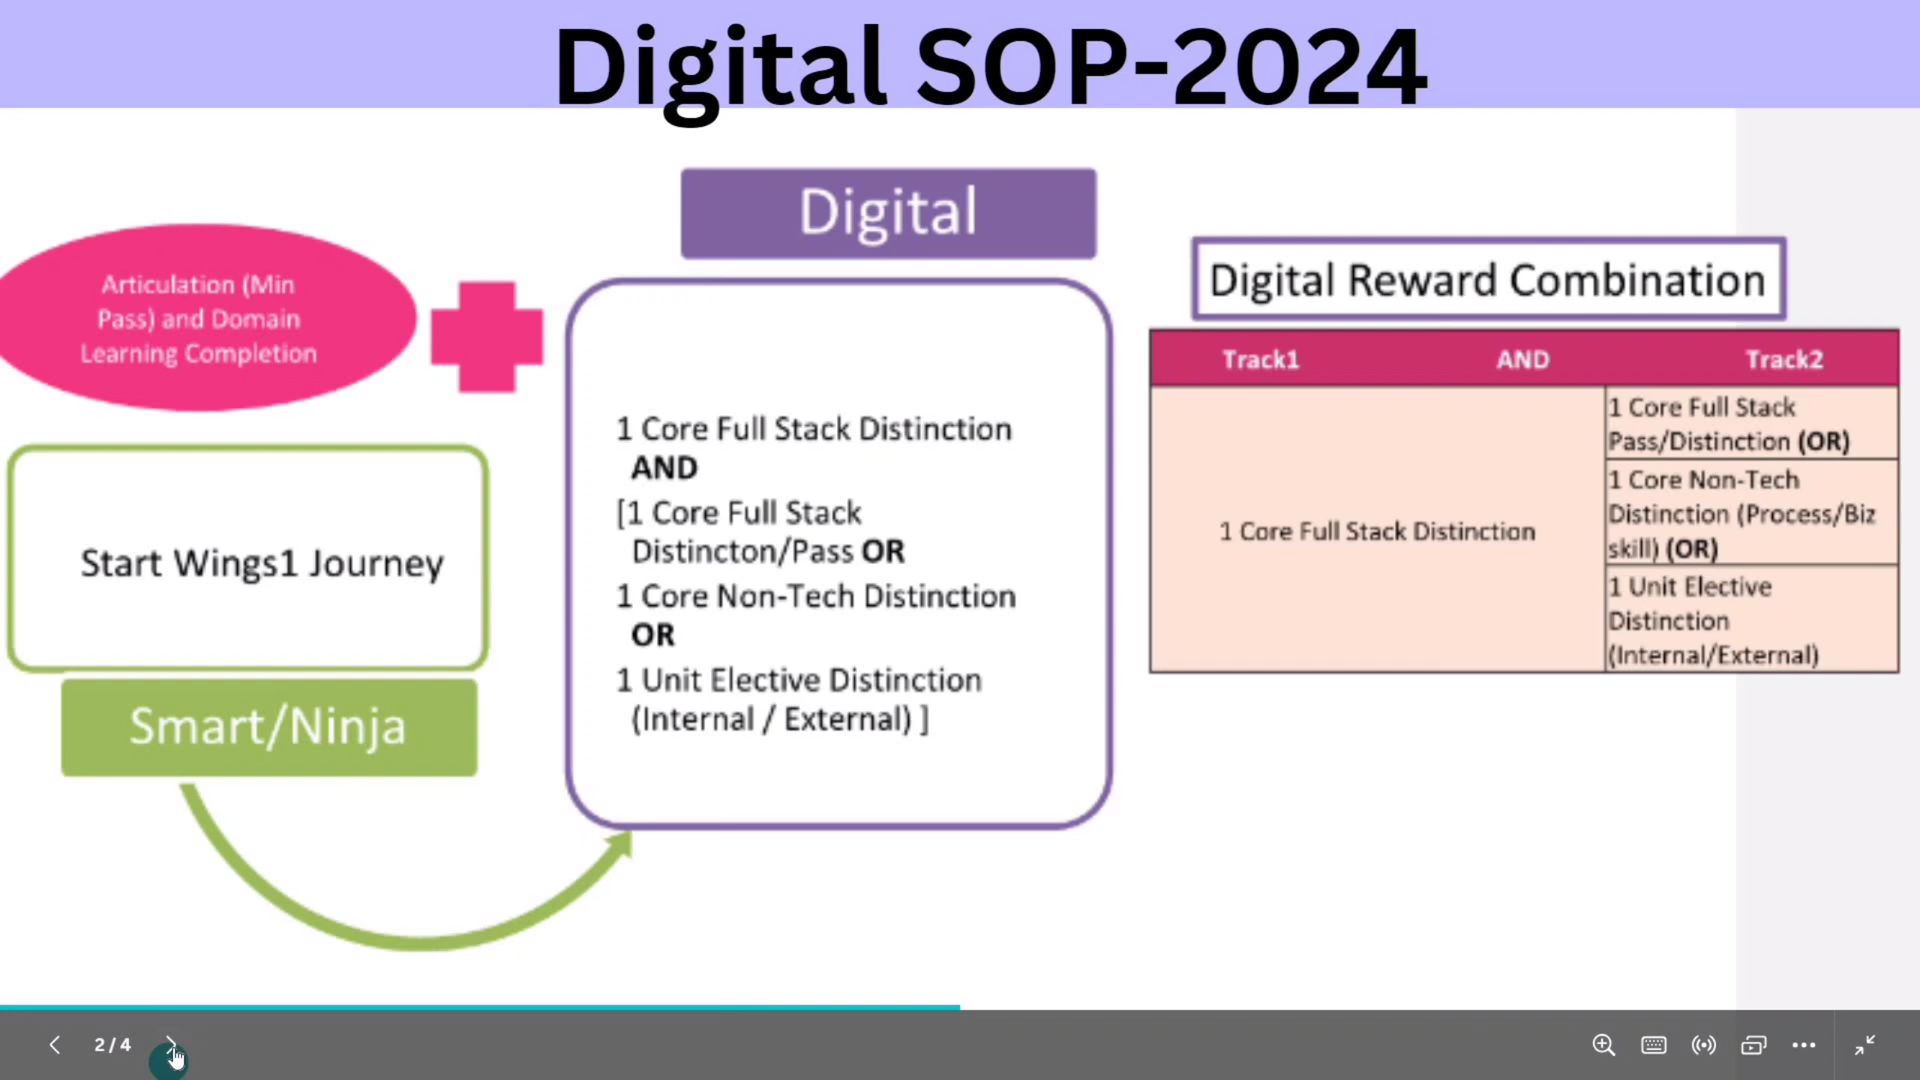 Digital SOP-2024
Articulation (Min
Pass) and Domain
Learning Completion
Start Wings1 Journey
Smart/Ninja
Digital
1 Core Full Stack Distinction
AND
[1 Core Full Stack
Distincton/Pass OR
1 Core Non-Tech Distinction
OR
1 Unit Elective Distinction
(Internal / External) ]
Digital Reward Combination
Track1 AND Track2
1 Core Full Stack Distinction
1 Core Full Stack
Pass/Distinction (OR)
1 Core Non-Tech
Distinction (Process/Biz
skill) (OR)
1 Unit Elective
Distinction
(Internal/External)
2 / 4